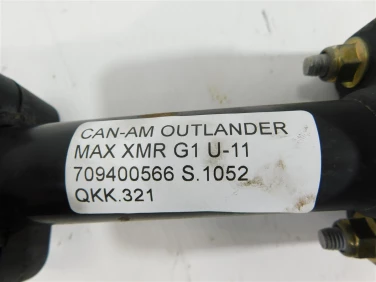 CAN-AM OUTLANDER
MAX XMR G1 U-11
709400566 S.1052
QKK.321